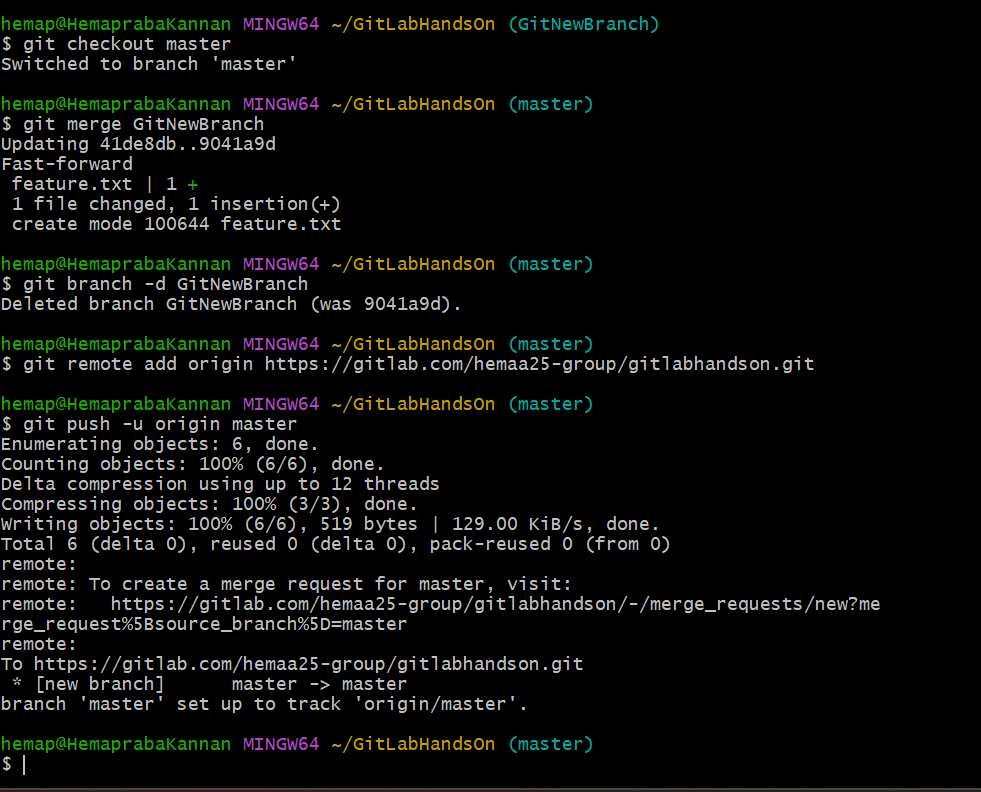 hemap@HemaprabaKannan MINGW64 ~/GitLabHandsOn (GitNewBranch)
$ git checkout master
Switched to branch 'master'

hemap@HemaprabaKannan MINGW64 ~/GitLabHandsOn (master)
$ git merge GitNewBranch
Updating 41de8db..9041a9d
Fast-forward
 feature.txt | 1 +
 1 file changed, 1 insertion(+)
 create mode 100644 feature.txt

hemap@HemaprabaKannan MINGW64 ~/GitLabHandsOn (master)
$ git branch -d GitNewBranch
Deleted branch GitNewBranch (was 9041a9d).

hemap@HemaprabaKannan MINGW64 ~/GitLabHandsOn (master)
$ git remote add origin https://gitlab.com/hemaa25-group/gitlabhandson.git

hemap@HemaprabaKannan MINGW64 ~/GitLabHandsOn (master)
$ git push -u origin master
Enumerating objects: 6, done.
Counting objects: 100% (6/6), done.
Delta compression using up to 12 threads
Compressing objects: 100% (3/3), done.
Writing objects: 100% (6/6), 519 bytes | 129.00 KiB/s, done.
Total 6 (delta 0), reused 0 (delta 0), pack-reused 0 (from 0)
remote:
remote: To create a merge request for master, visit:
remote:   https://gitlab.com/hemaa25-group/gitlabhandson/-/merge_requests/new?me
rge_request%5Bsource_branch%5D=master
remote:
To https://gitlab.com/hemaa25-group/gitlabhandson.git
 * [new branch]      master -> master
branch 'master' set up to track 'origin/master'.

hemap@HemaprabaKannan MINGW64 ~/GitLabHandsOn (master)
$